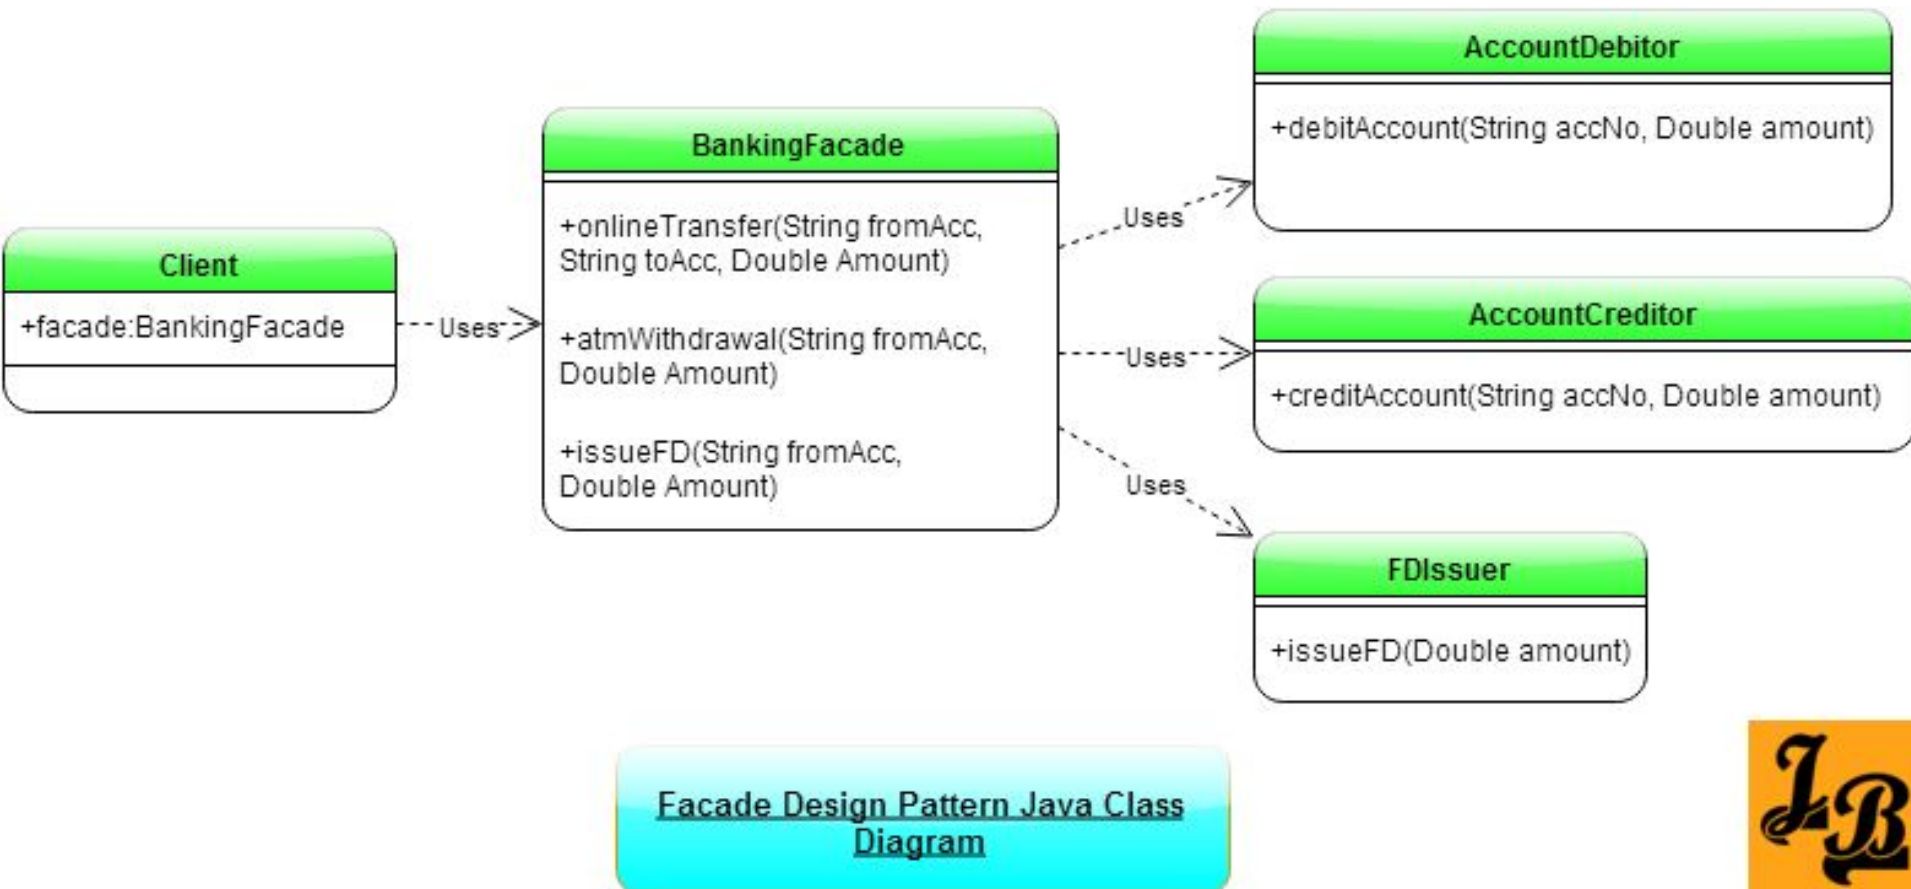 Client
+facade:BankingFacade
Uses
BankingFacade
+onlineTransfer(String fromAcc,
String toAcc, Double Amount)
+atmWithdrawal(String fromAcc,
Double Amount)
+issueFD(String fromAcc,
Double Amount)
Uses
Uses
Uses
AccountDebitor
+debitAccount(String accNo, Double amount)
AccountCreditor
+creditAccount(String accNo, Double amount)
FDIssuer
+issueFD(Double amount)
Facade Design Pattern Java Class
Diagram
JB